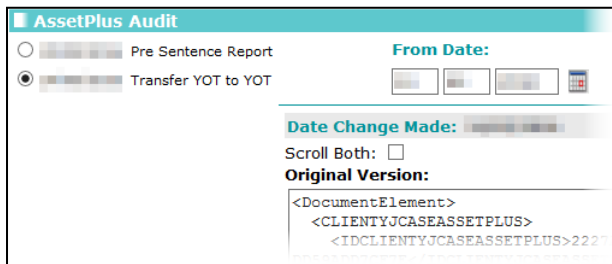 AssetPlus Audit
Pre Sentence Report
Transfer YOT to YOT
From Date:
Date Change Made:
Scroll Both:
Original Version:
<DocumentElement>
<CLIENTYJCASEASSETPLUS>
<IDCLIENTYJCASEASSETPLUS>2227